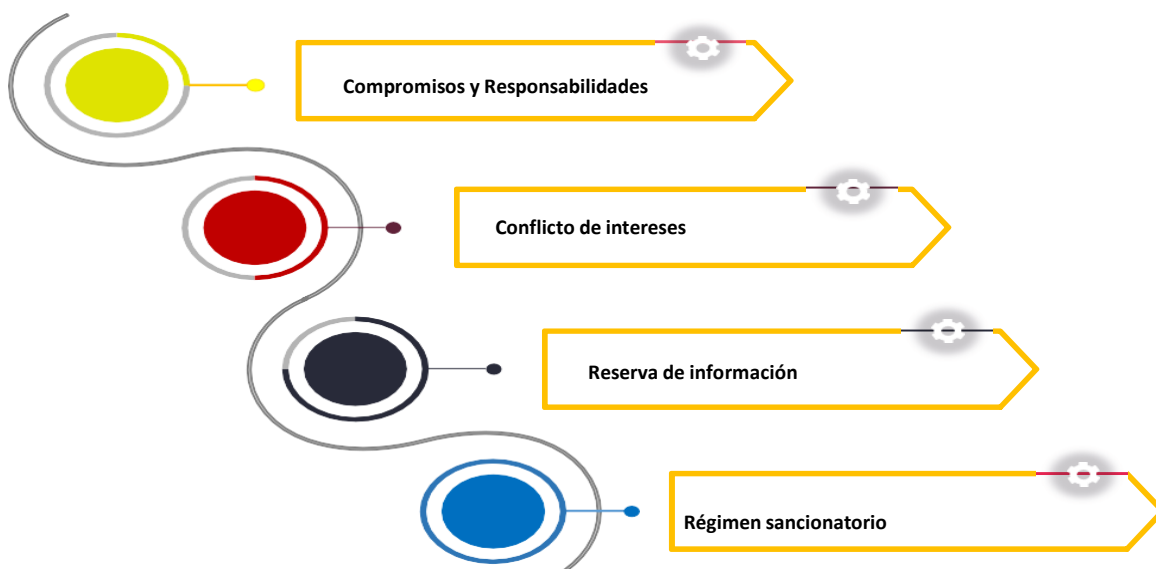 Compromisos y Responsabilidades
Conflicto de intereses
Reserva de información
Régimen sancionatorio